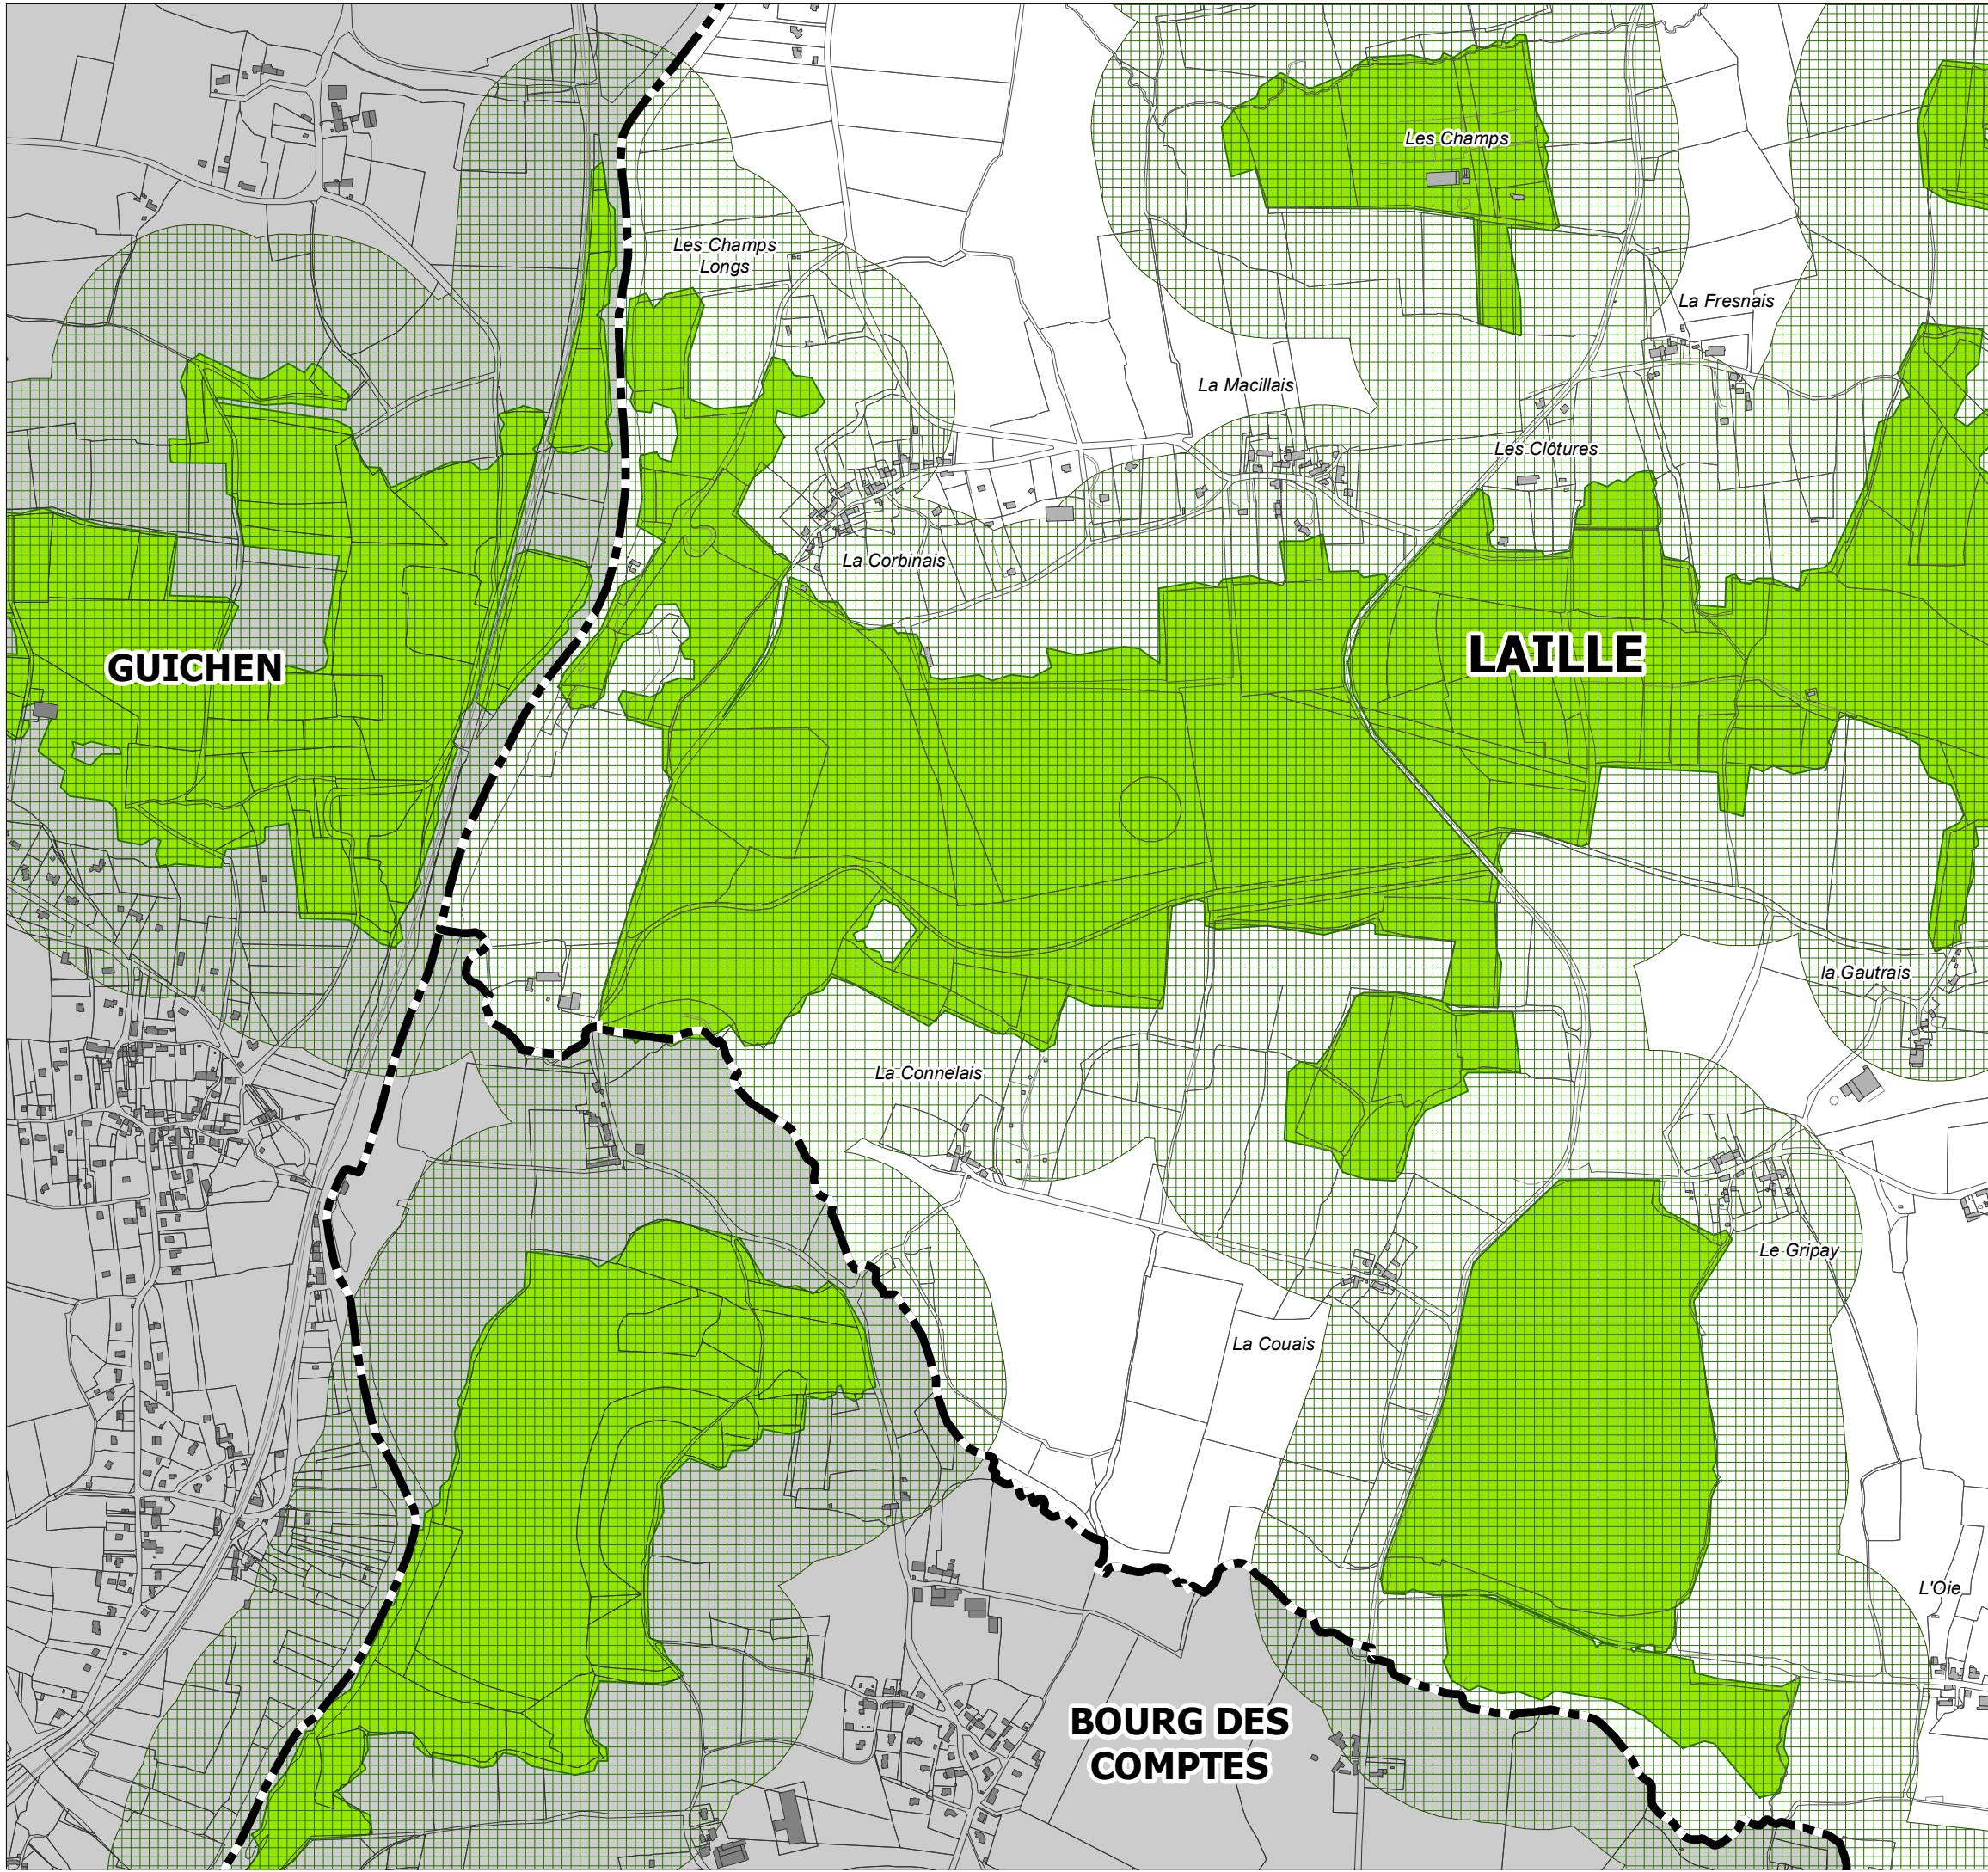 Les Champs
Les Champs
Longs
La Fresnais
La Macillais
Les Clôtures
La Corbinais
GUICHEN
LAILLE
la Gautrais
La Connelais
Le Gripay
La Couais
L'Oie
BOURG DES
COMPTES